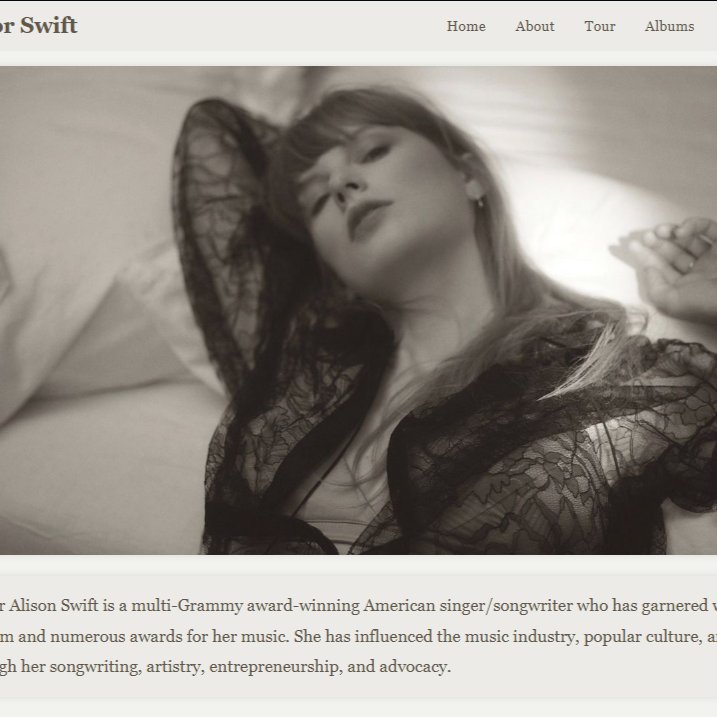 or Swift
Home About Tour Albums
r Alison Swift is a multi-Grammy award-winning American singer/songwriter who has garnered
m and numerous awards for her music. She has influenced the music industry, popular culture,
gh her songwriting, artistry, entrepreneurship, and advocacy.